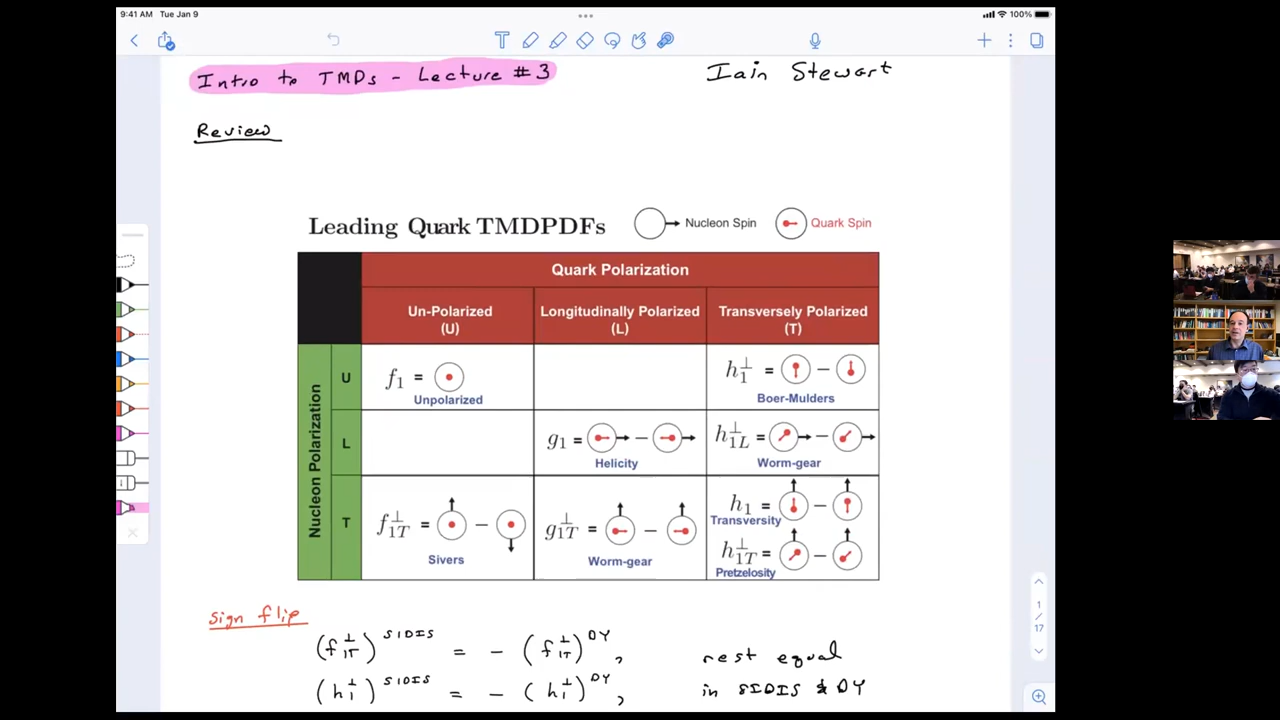 9:41 AM Tue Jan 9
100%
Intro to TMDs - Lecture #3
Iain Stewart
Review
Leading Quark TMDPDFs
Nucleon Spin
Quark Spin
Quark Polarization
Un-Polarized (U)
Longitudinally Polarized (L)
Transversely Polarized (T)
Nucleon Polarization
U
f₁ =
Unpolarized
h₁^⊥ = −
Boer-Mulders
L
g₁ = −
Helicity
h₁L^⊥ = −
Worm-gear
T
f₁T^⊥ = −
Sivers
g₁T^⊥ = −
Worm-gear
h₁ = −
Transversity
h₁T^⊥ = −
Pretzelosity
sign flip
(f₁T^⊥)^SIDIS = − (f₁T^⊥)^DY , rest equal
(h₁^⊥)^SIDIS = − (h₁^⊥)^DY , in SIDIS & DY
1 / 17